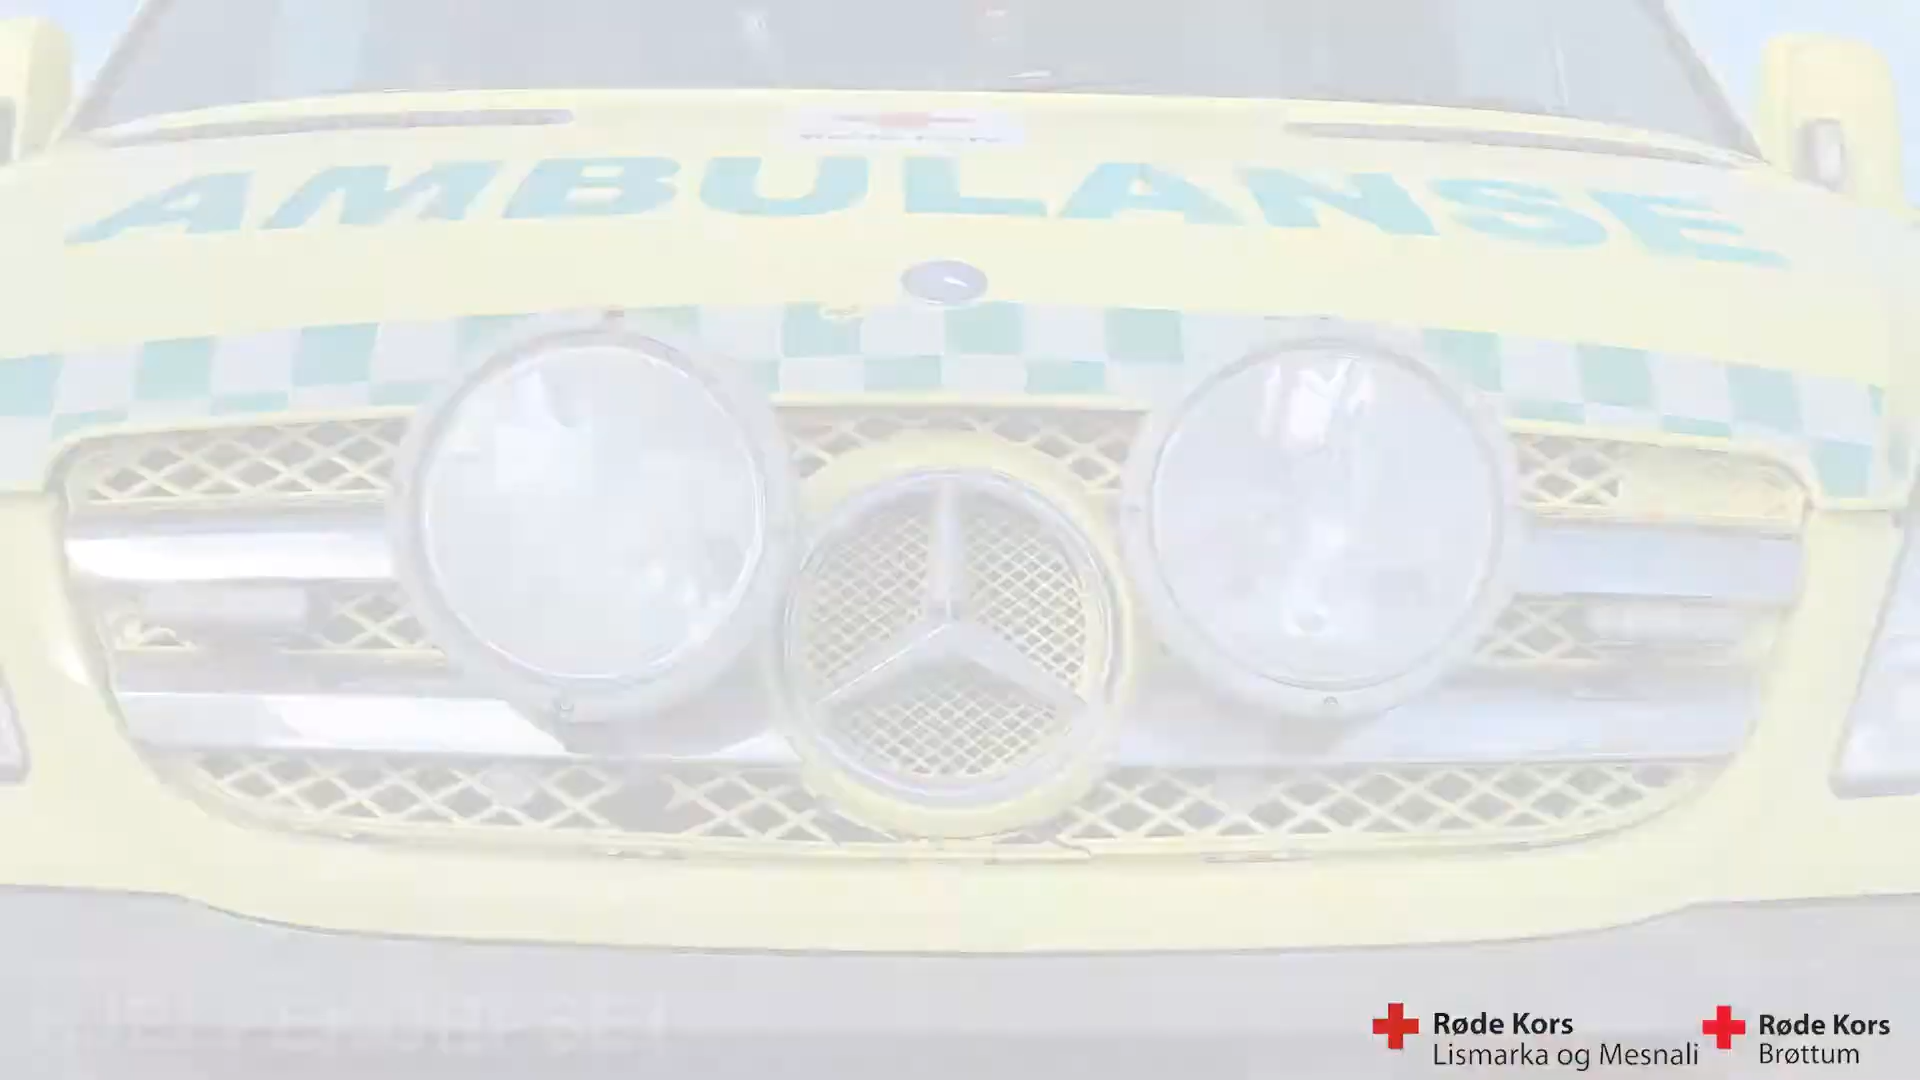 AMBULANSE
Røde Kors
Lismarka og Mesnali
Røde Kors
Brøttum